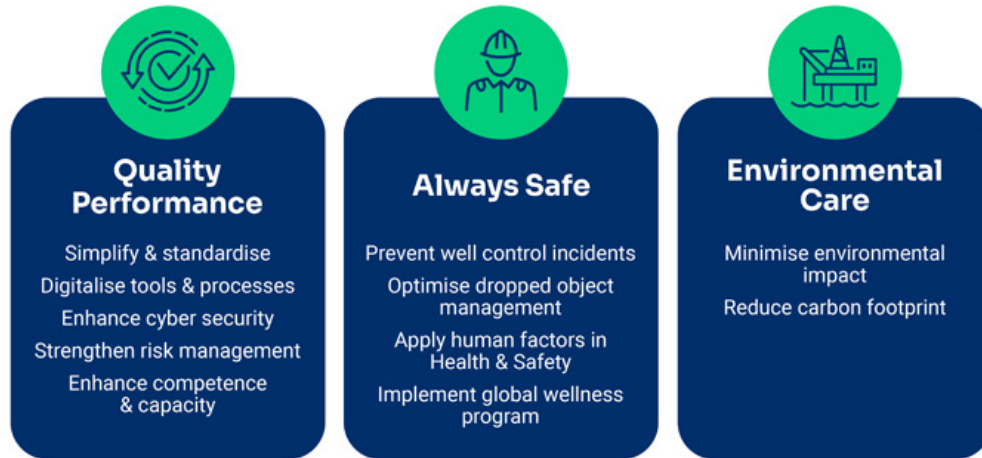 Quality
Performance
Simplify & standardise
Digitalise tools & processes
Enhance cyber security
Strengthen risk management
Enhance competence
& capacity
Always Safe
Prevent well control incidents
Optimise dropped object
management
Apply human factors in
Health & Safety
Implement global wellness
program
Environmental
Care
Minimise environmental
impact
Reduce carbon footprint